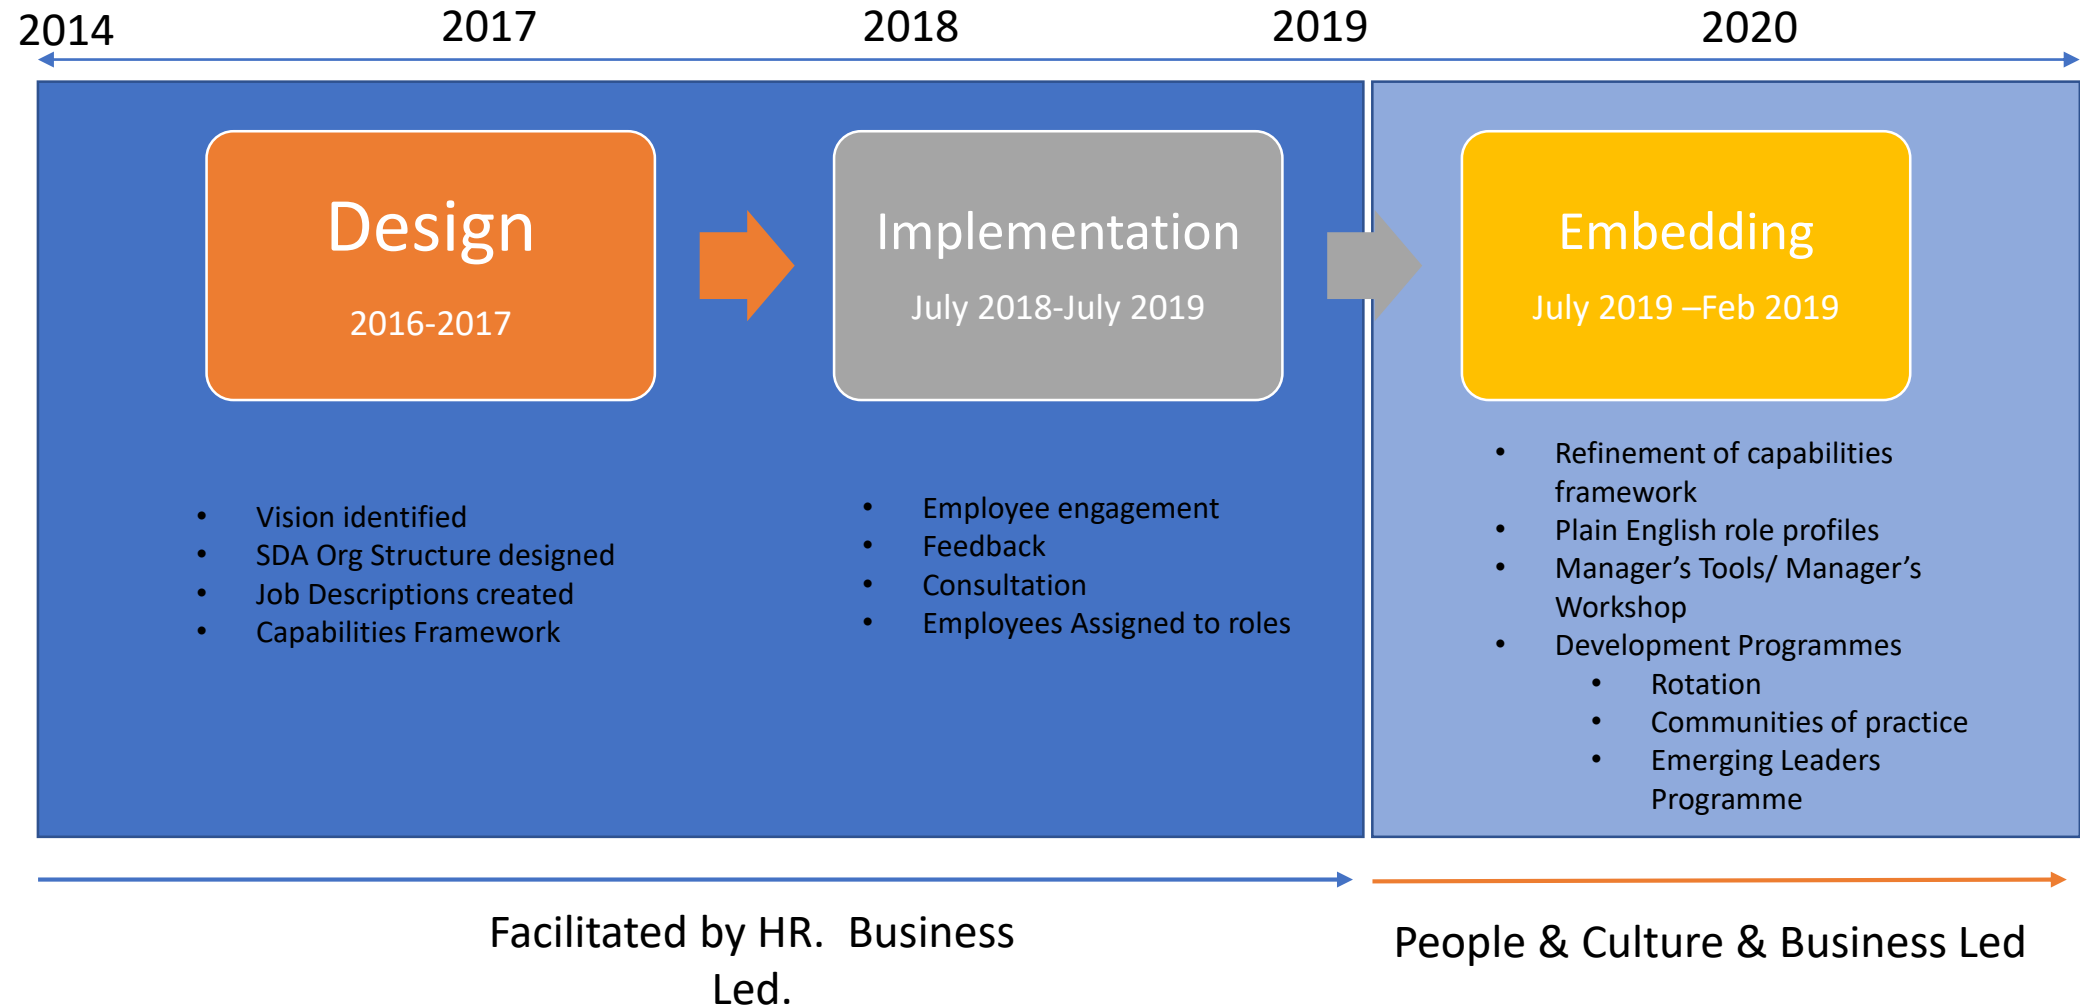 2014
2017
2018
2019
2020
Design
2016-2017
Implementation
July 2018-July 2019
Embedding
July 2019 –Feb 2019
• Vision identified
• SDA Org Structure designed
• Job Descriptions created
• Capabilities Framework
• Employee engagement
• Feedback
• Consultation
• Employees Assigned to roles
• Refinement of capabilities
framework
• Plain English role profiles
• Manager’s Tools/ Manager’s
Workshop
• Development Programmes
• Rotation
• Communities of practice
• Emerging Leaders
Programme
Facilitated by HR.  Business
Led.
People & Culture & Business Led